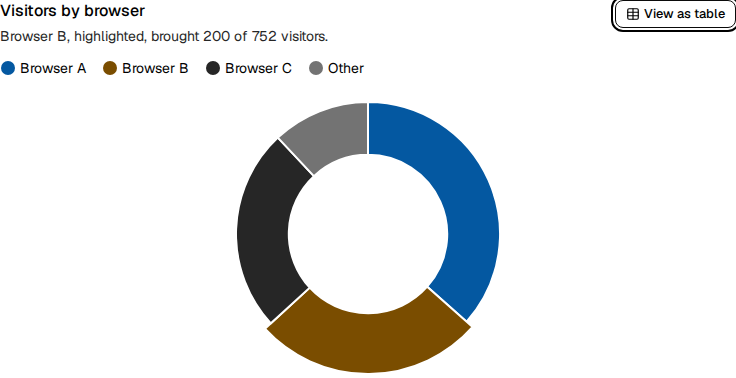 Visitors by browser
View as table
Browser B, highlighted, brought 200 of 752 visitors.
Browser A Browser B Browser C Other